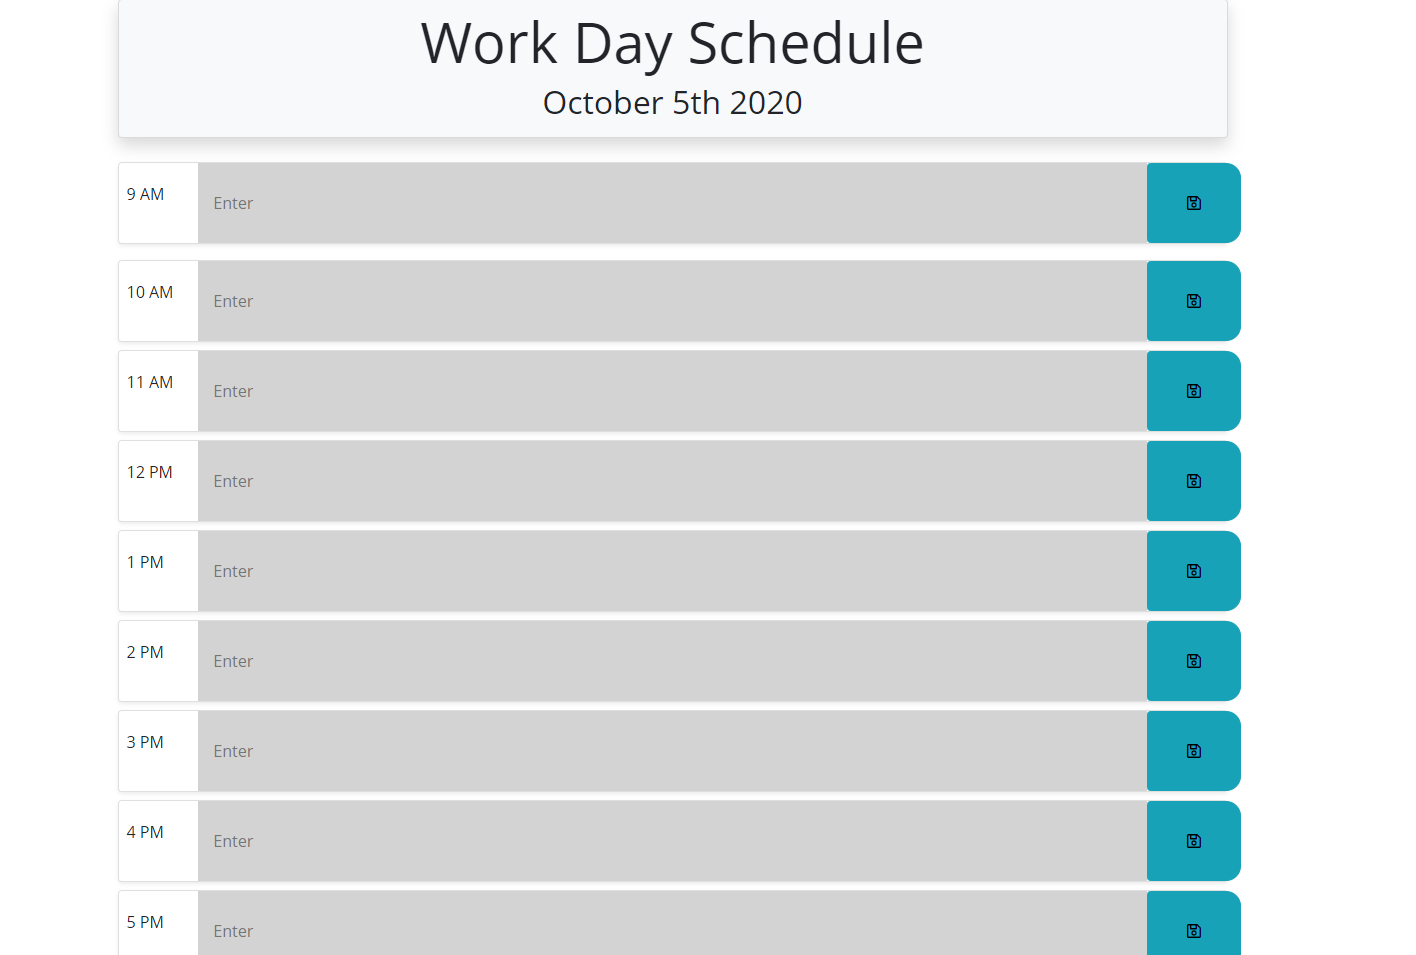 Work Day Schedule
October 5th 2020
9 AM
Enter
10 AM
Enter
11 AM
Enter
12 PM
Enter
1 PM
Enter
2 PM
Enter
3 PM
Enter
4 PM
Enter
5 PM
Enter